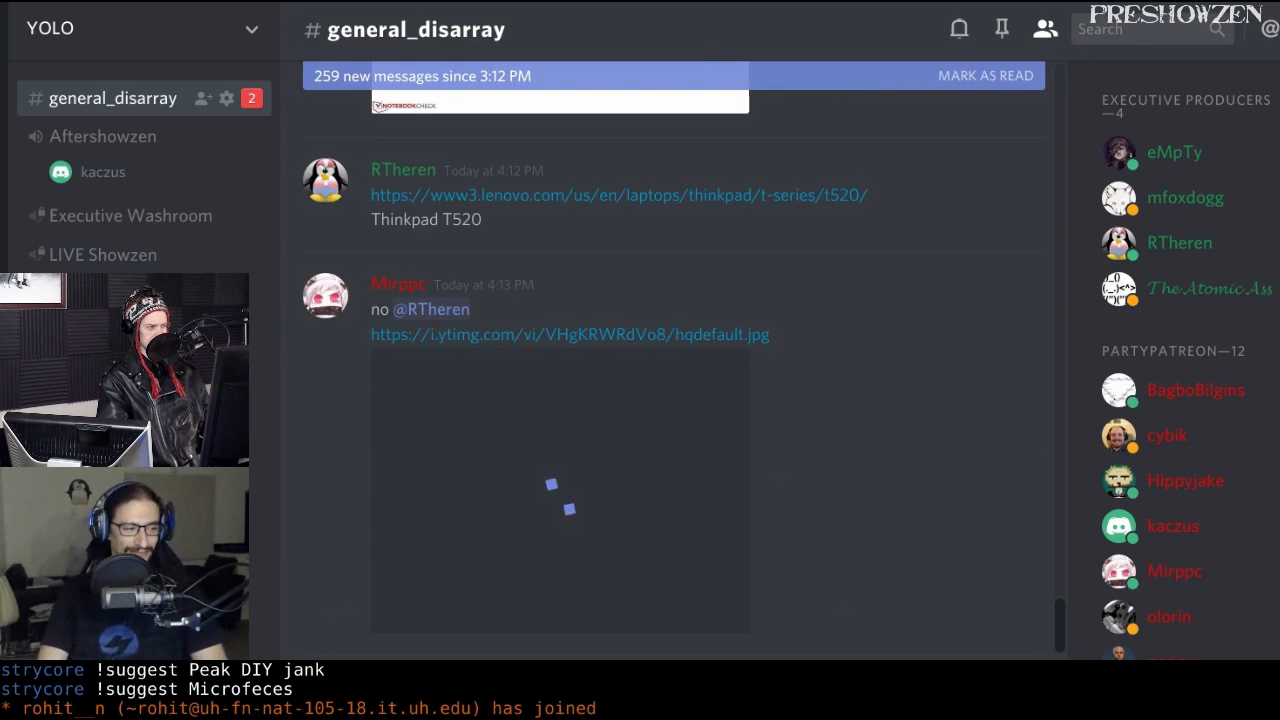 PRESHOWZEN
YOLO
# general_disarray
Search
@
259 new messages since 3:12 PM
MARK AS READ
# general_disarray
2
Aftershowzen
kaczus
Executive Washroom
LIVE Showzen
NOTEBOOKCHECK
RTheren Today at 4:12 PM
https://www3.lenovo.com/us/en/laptops/thinkpad/t-series/t520/
Thinkpad T520
Mirppc Today at 4:13 PM
no @RTheren
https://i.ytimg.com/vi/VHgKRWRdVo8/hqdefault.jpg
EXECUTIVE PRODUCERS
—4
eMpTy
mfoxdogg
RTheren
The Atomic Ass
PARTYPATREON—12
BagboBilgins
cybik
Hippyjake
kaczus
Mirppc
olorin
strycore !suggest Peak DIY jank
strycore !suggest Microfeces
* rohit__n (~rohit@uh-fn-nat-105-18.it.uh.edu) has joined